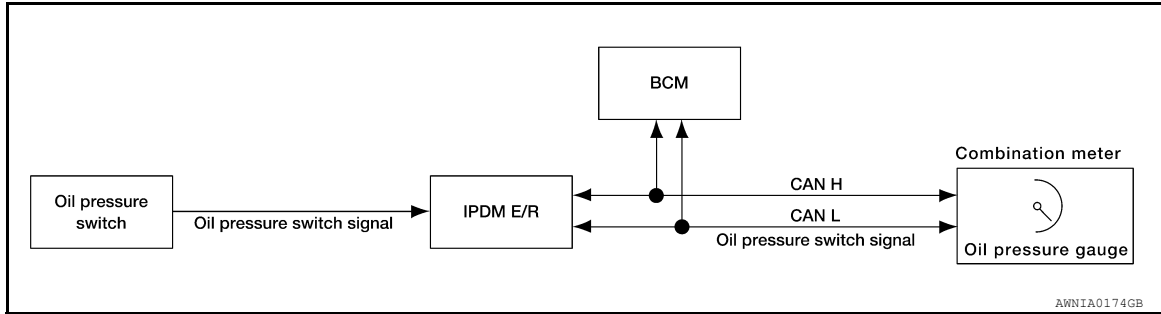 BCM
Combination meter
Oil pressure
switch
Oil pressure switch signal
IPDM E/R
CAN H
CAN L
Oil pressure switch signal
Oil pressure gauge
AWNIA0174GB